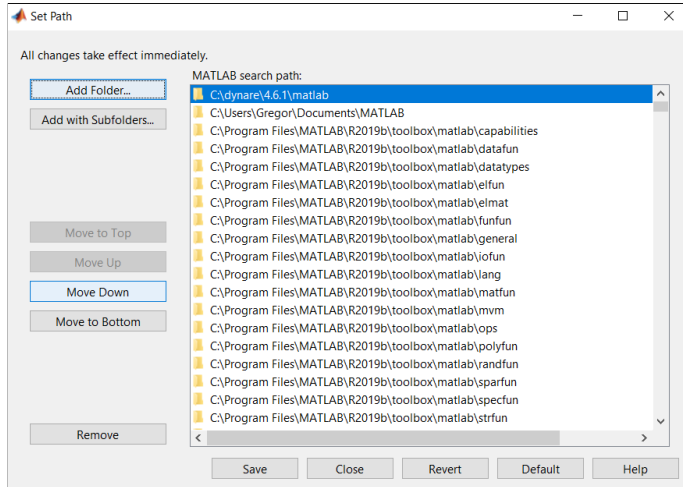 Set Path
All changes take effect immediately.
MATLAB search path:
Add Folder...
Add with Subfolders...
Move to Top
Move Up
Move Down
Move to Bottom
Remove
C:\dynare\4.6.1\matlab
C:\Users\Gregor\Documents\MATLAB
C:\Program Files\MATLAB\R2019b\toolbox\matlab\capabilities
C:\Program Files\MATLAB\R2019b\toolbox\matlab\datafun
C:\Program Files\MATLAB\R2019b\toolbox\matlab\datatypes
C:\Program Files\MATLAB\R2019b\toolbox\matlab\elfun
C:\Program Files\MATLAB\R2019b\toolbox\matlab\elmat
C:\Program Files\MATLAB\R2019b\toolbox\matlab\funfun
C:\Program Files\MATLAB\R2019b\toolbox\matlab\general
C:\Program Files\MATLAB\R2019b\toolbox\matlab\iofun
C:\Program Files\MATLAB\R2019b\toolbox\matlab\lang
C:\Program Files\MATLAB\R2019b\toolbox\matlab\matfun
C:\Program Files\MATLAB\R2019b\toolbox\matlab\mvm
C:\Program Files\MATLAB\R2019b\toolbox\matlab\ops
C:\Program Files\MATLAB\R2019b\toolbox\matlab\polyfun
C:\Program Files\MATLAB\R2019b\toolbox\matlab\randfun
C:\Program Files\MATLAB\R2019b\toolbox\matlab\sparfun
C:\Program Files\MATLAB\R2019b\toolbox\matlab\specfun
C:\Program Files\MATLAB\R2019b\toolbox\matlab\strfun
Save
Close
Revert
Default
Help